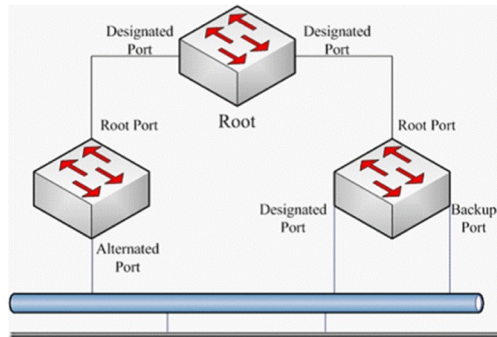 Designated
Port
Designated
Port
Root
Root Port
Root Port
Designated
Port
Backup
Port
Alternated
Port